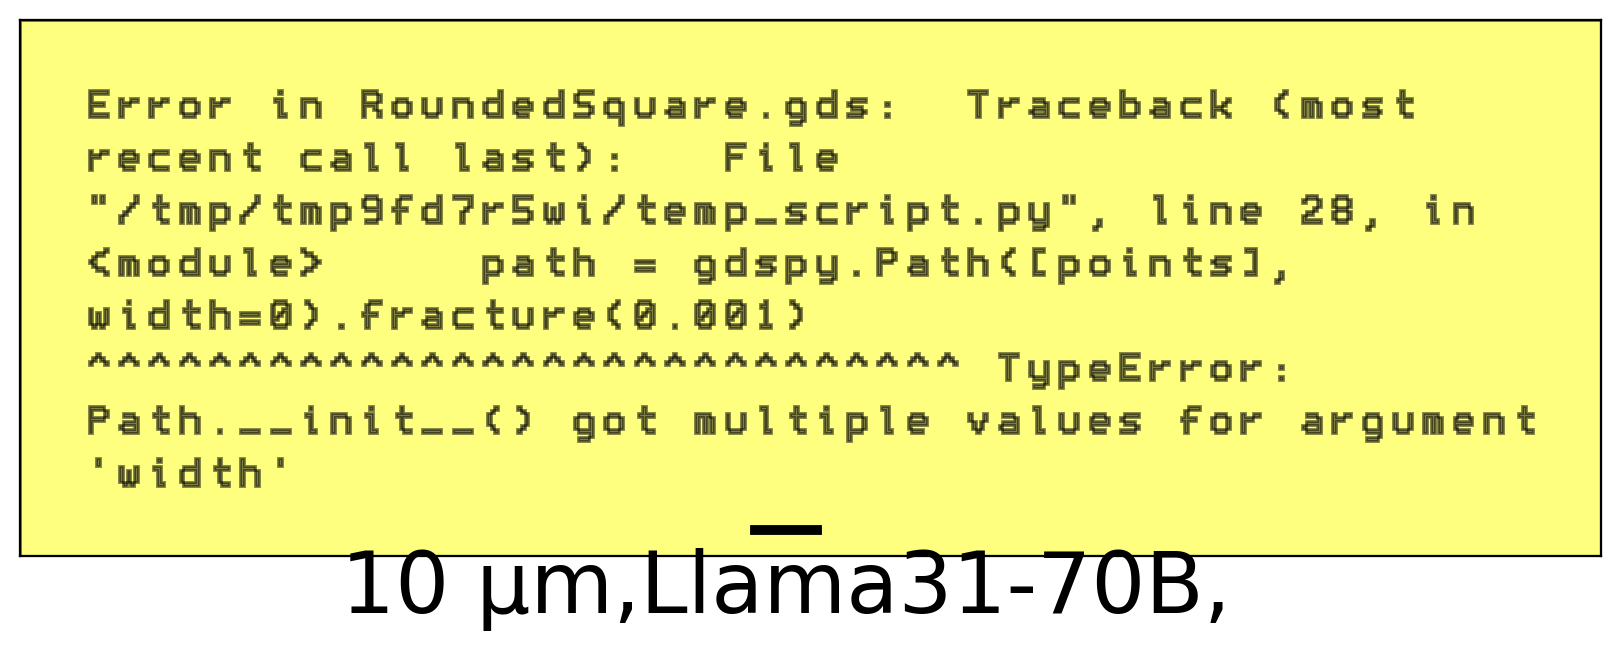 Error in RoundedSquare.gds:  Traceback (most
recent call last):   File
"/tmp/tmp9fd7r5wi/temp_script.py", line 28, in
<module>     path = gdspy.Path([points],
width=0).fracture(0.001)
^^^^^^^^^^^^^^^^^^^^^^^^^^^^^ TypeError:
Path.__init__() got multiple values for argument
'width'
10 μm,Llama31-70B,